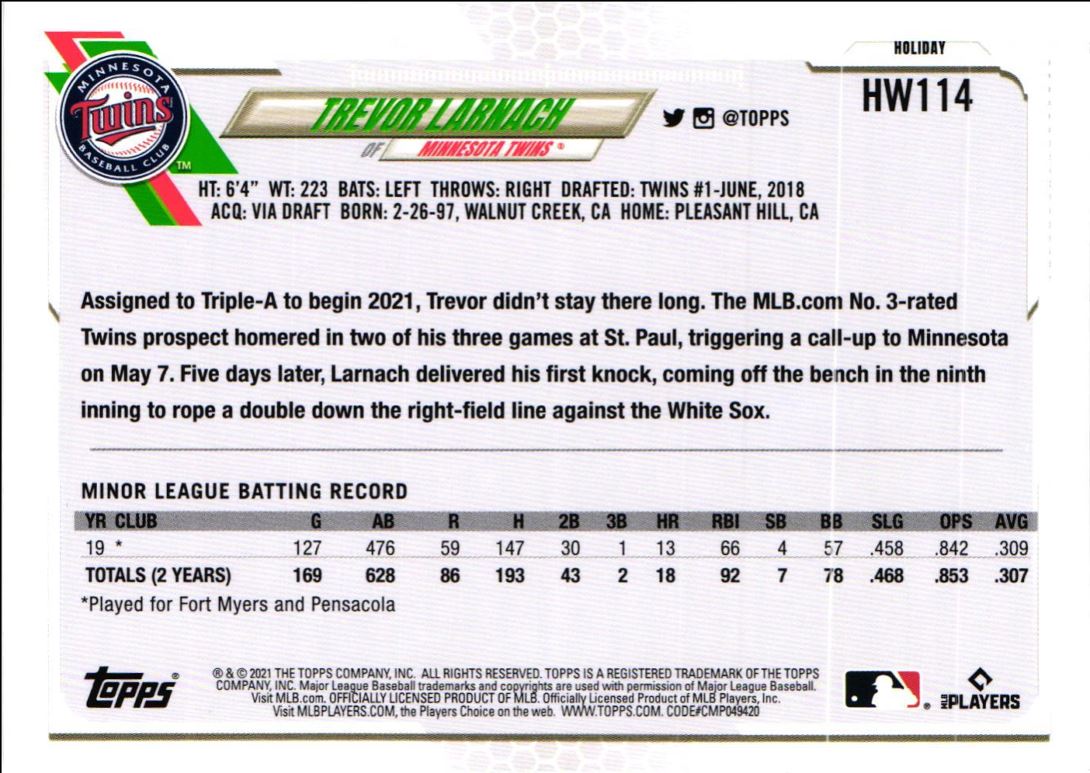 HOLIDAY
HW114
MINNESOTA
Twins
BASEBALL CLUB
TM
TREVOR LARNACH
@TOPPS
OF MINNESOTA TWINS ®
HT: 6'4” WT: 223 BATS: LEFT THROWS: RIGHT DRAFTED: TWINS #1-JUNE, 2018
ACQ: VIA DRAFT BORN: 2-26-97, WALNUT CREEK, CA HOME: PLEASANT HILL, CA
Assigned to Triple-A to begin 2021, Trevor didn’t stay there long. The MLB.com No. 3-rated
Twins prospect homered in two of his three games at St. Paul, triggering a call-up to Minnesota
on May 7. Five days later, Larnach delivered his first knock, coming off the bench in the ninth
inning to rope a double down the right-field line against the White Sox.
MINOR LEAGUE BATTING RECORD
YR CLUB G AB R H 2B 3B HR RBI SB BB SLG OPS AVG
19 * 127 476 59 147 30 1 13 66 4 57 .458 .842 .309
TOTALS (2 YEARS) 169 628 86 193 43 2 18 92 7 78 .468 .853 .307
*Played for Fort Myers and Pensacola
topps®
® & © 2021 THE TOPPS COMPANY, INC. ALL RIGHTS RESERVED. TOPPS IS A REGISTERED TRADEMARK OF THE TOPPS
COMPANY, INC. Major League Baseball trademarks and copyrights are used with permission of Major League Baseball.
Visit MLB.com. OFFICIALLY LICENSED PRODUCT OF MLB. Officially Licensed Product of MLB Players, Inc.
Visit MLBPLAYERS.COM, the Players Choice on the web. WWW.TOPPS.COM. CODE#CMP049420
®
MLB PLAYERS